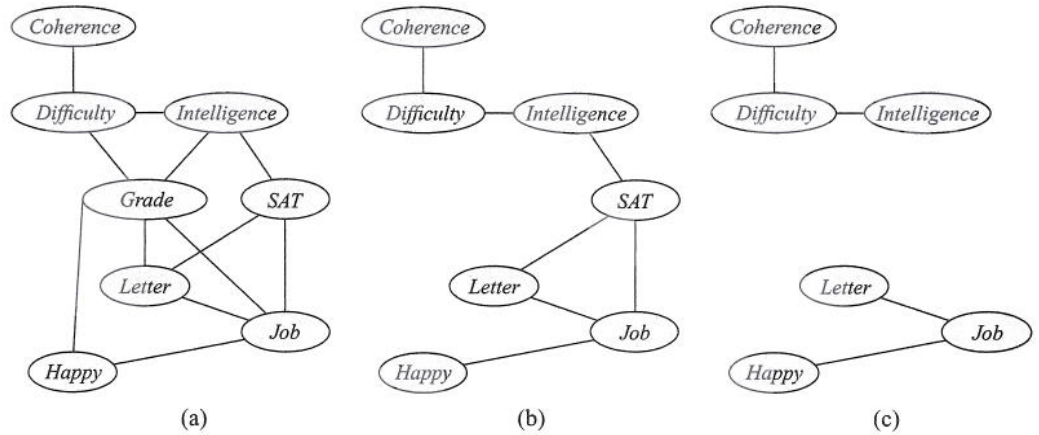 Coherence Coherence Coherence
Difficulty Intelligence Difficulty Intelligence Difficulty Intelligence
Grade SAT SAT
Letter Letter Letter
Job Job Job
Happy Happy Happy
(a) (b) (c)